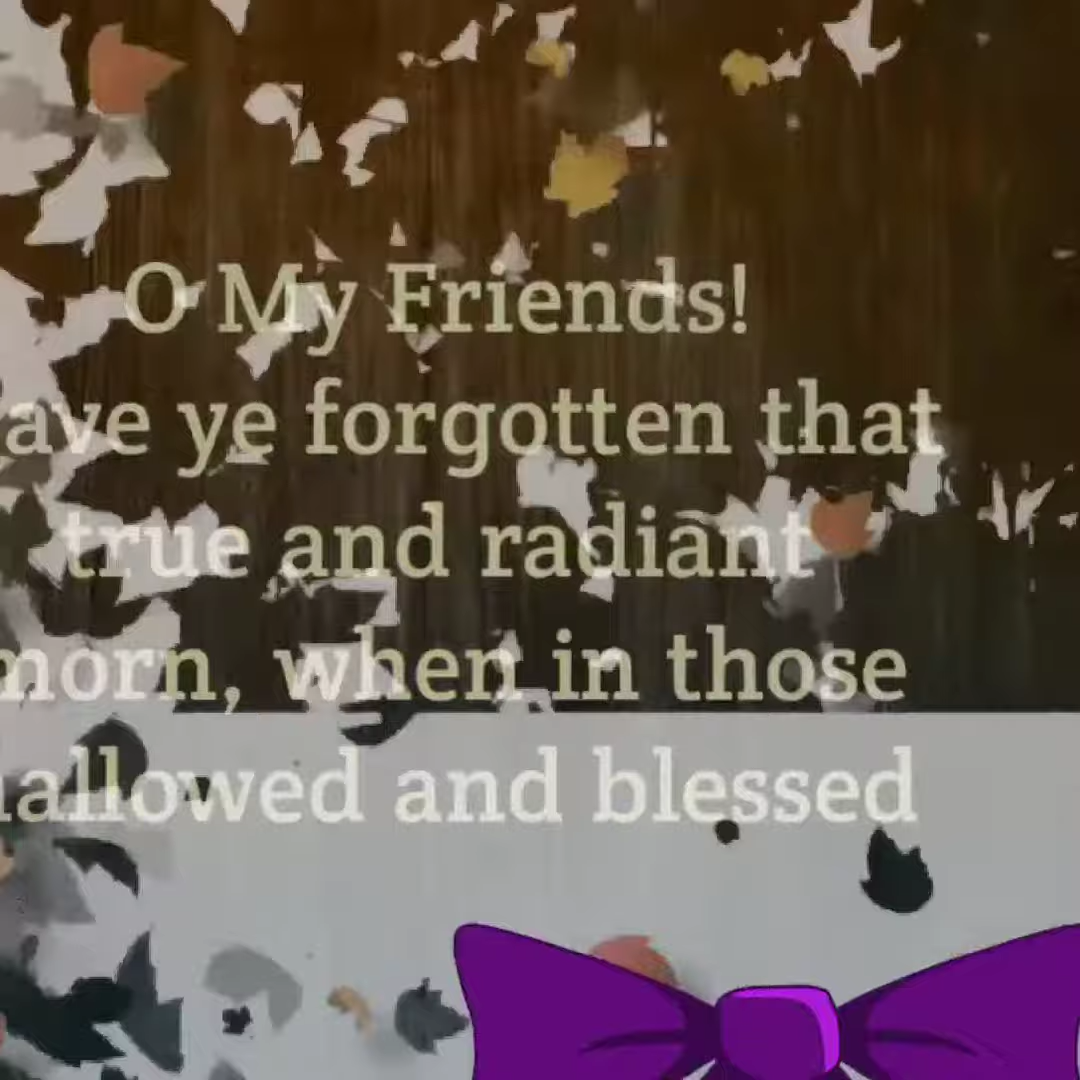 O My Friends!
ave ye forgotten that
true and radiant
morn, when in those
allowed and blessed